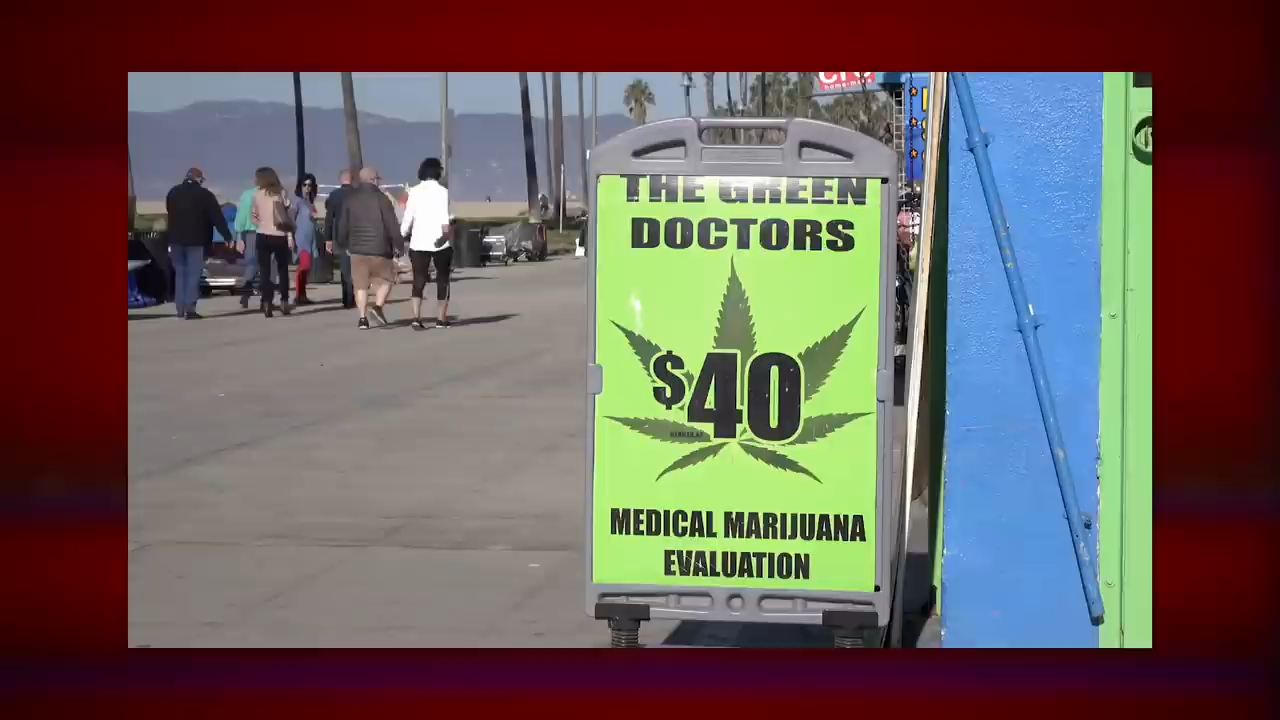 THE GREEN
DOCTORS
$40
MEDICAL MARIJUANA
EVALUATION